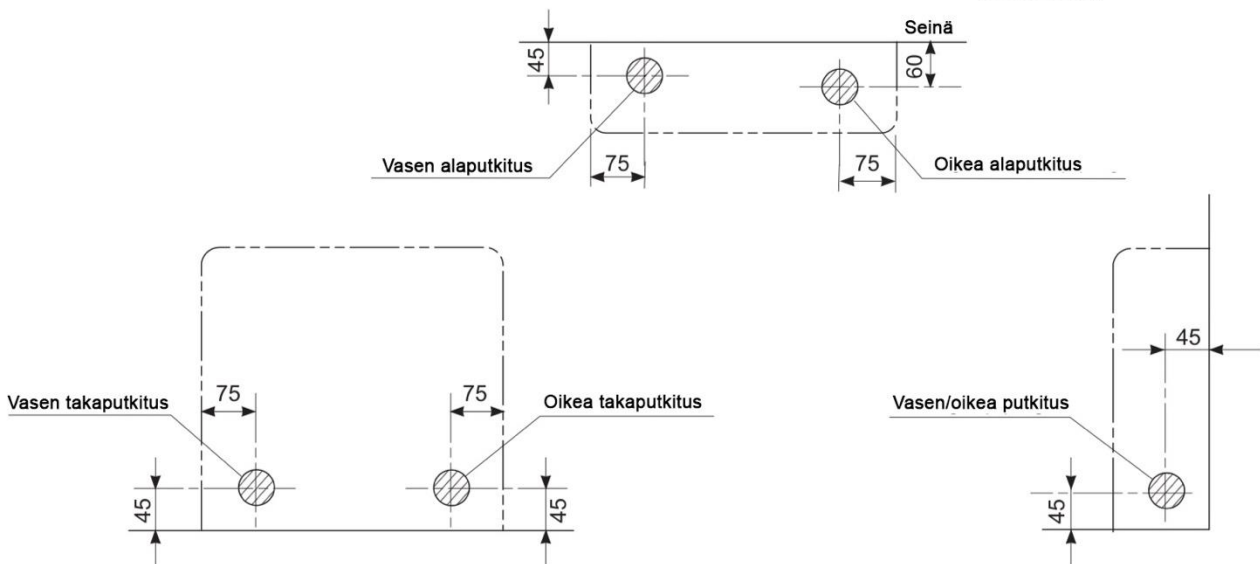 Seinä
45
60
Vasen alaputkitus
75
75
Oikea alaputkitus
45
Vasen takaputkitus
75
75
Oikea takaputkitus
Vasen/oikea putkitus
45
45
45